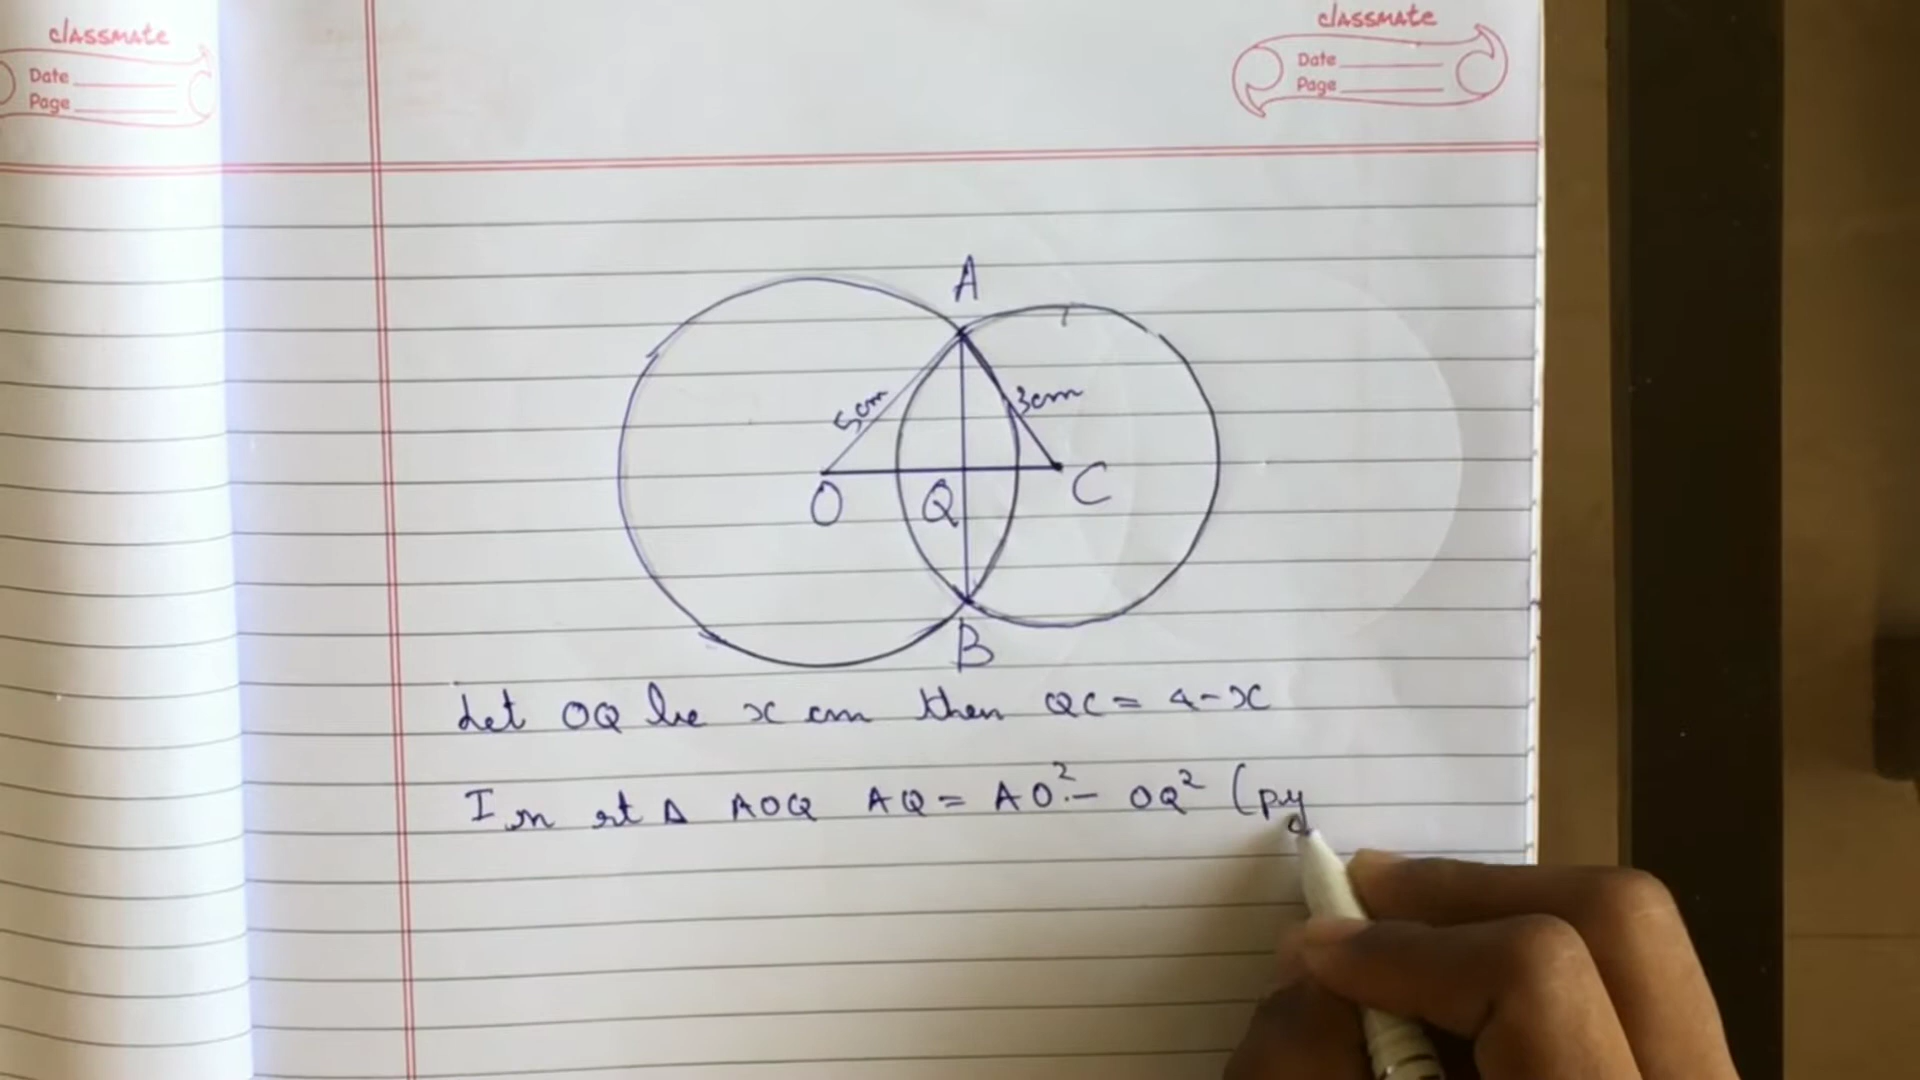 classmate
Date
Page
classmate
Date
Page
A
5cm
3cm
O
Q
C
B
Let OQ be x cm then QC = 4-x
In rt Δ AOQ AQ = AO² - OQ² (py